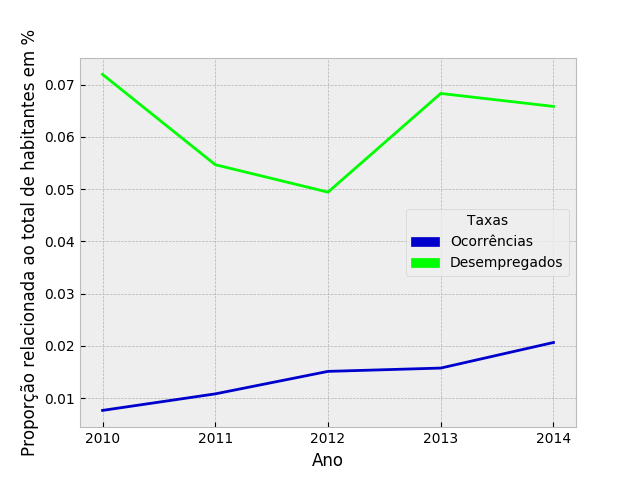 Proporção relacionada ao total de habitantes em %
0.07
0.06
0.05
0.04
0.03
0.02
0.01
Taxas
Ocorrências
Desempregados
2010 2011 2012 2013 2014
Ano